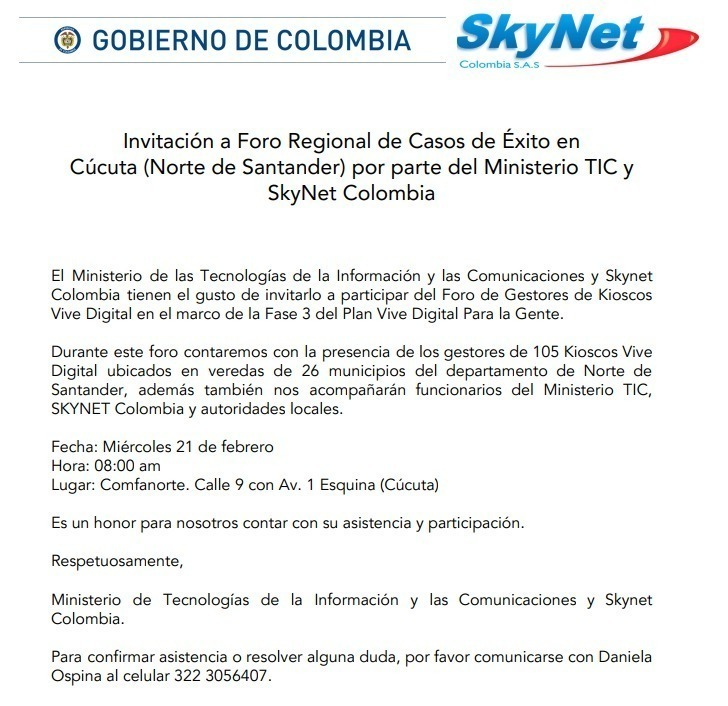 GOBIERNO DE COLOMBIA
SkyNet
Colombia S.A.S
Invitación a Foro Regional de Casos de Éxito en
Cúcuta (Norte de Santander) por parte del Ministerio TIC y
SkyNet Colombia
El Ministerio de las Tecnologías de la Información y las Comunicaciones y Skynet
Colombia tienen el gusto de invitarlo a participar del Foro de Gestores de Kioscos
Vive Digital en el marco de la Fase 3 del Plan Vive Digital Para la Gente.
Durante este foro contaremos con la presencia de los gestores de 105 Kioscos Vive
Digital ubicados en veredas de 26 municipios del departamento de Norte de
Santander, además también nos acompañarán funcionarios del Ministerio TIC,
SKYNET Colombia y autoridades locales.
Fecha: Miércoles 21 de febrero
Hora: 08:00 am
Lugar: Comfanorte. Calle 9 con Av. 1 Esquina (Cúcuta)
Es un honor para nosotros contar con su asistencia y participación.
Respetuosamente,
Ministerio de Tecnologías de la Información y las Comunicaciones y Skynet
Colombia.
Para confirmar asistencia o resolver alguna duda, por favor comunicarse con Daniela
Ospina al celular 322 3056407.